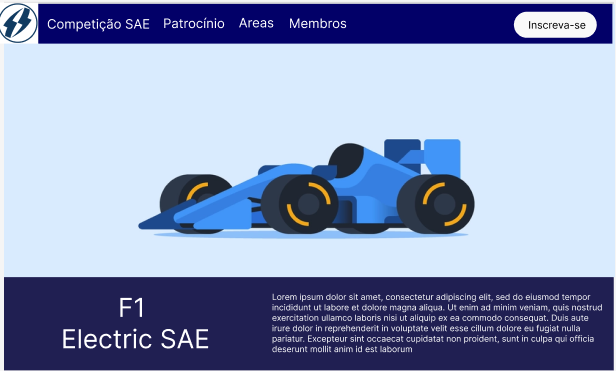 Competição SAE Patrocínio Areas Membros Inscreva-se
F1
Electric SAE
Lorem ipsum dolor sit amet, consectetur adipiscing elit, sed do eiusmod tempor
incididunt ut labore et dolore magna aliqua. Ut enim ad minim veniam, quis nostrud
exercitation ullamco laboris nisi ut aliquip ex ea commodo consequat. Duis aute
irure dolor in reprehenderit in voluptate velit esse cillum dolore eu fugiat nulla
pariatur. Excepteur sint occaecat cupidatat non proident, sunt in culpa qui officia
deserunt mollit anim id est laborum